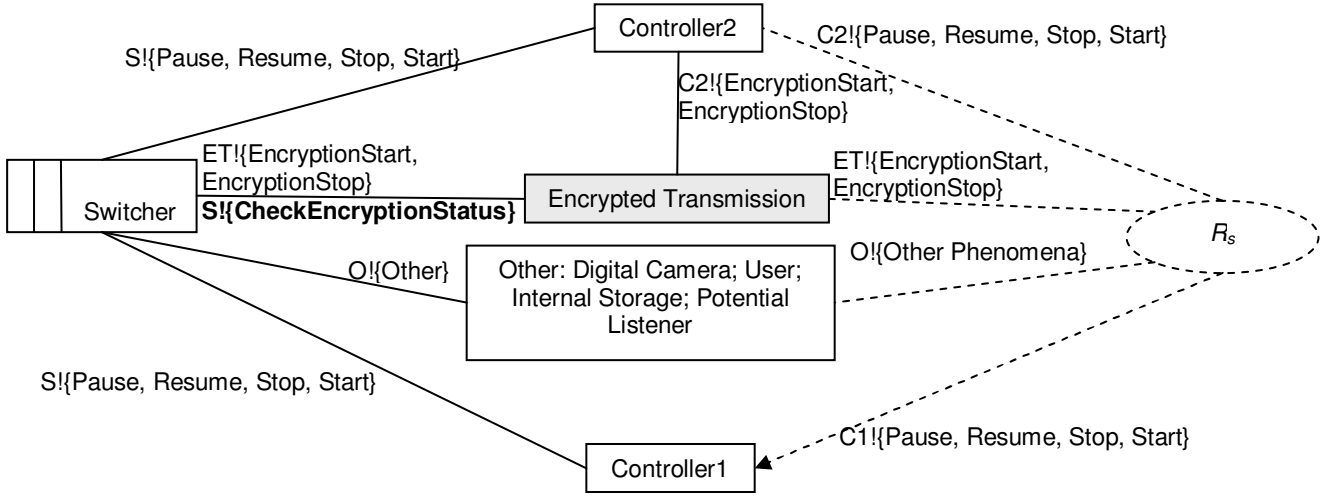 Controller2
C2!{Pause, Resume, Stop, Start}
S!{Pause, Resume, Stop, Start}
C2!{EncryptionStart,
EncryptionStop}
ET!{EncryptionStart,
EncryptionStop}
Switcher
S!{CheckEncryptionStatus}
Encrypted Transmission
ET!{EncryptionStart,
EncryptionStop}
Rs
O!{Other}
Other: Digital Camera; User;
Internal Storage; Potential
Listener
O!{Other Phenomena}
S!{Pause, Resume, Stop, Start}
C1!{Pause, Resume, Stop, Start}
Controller1